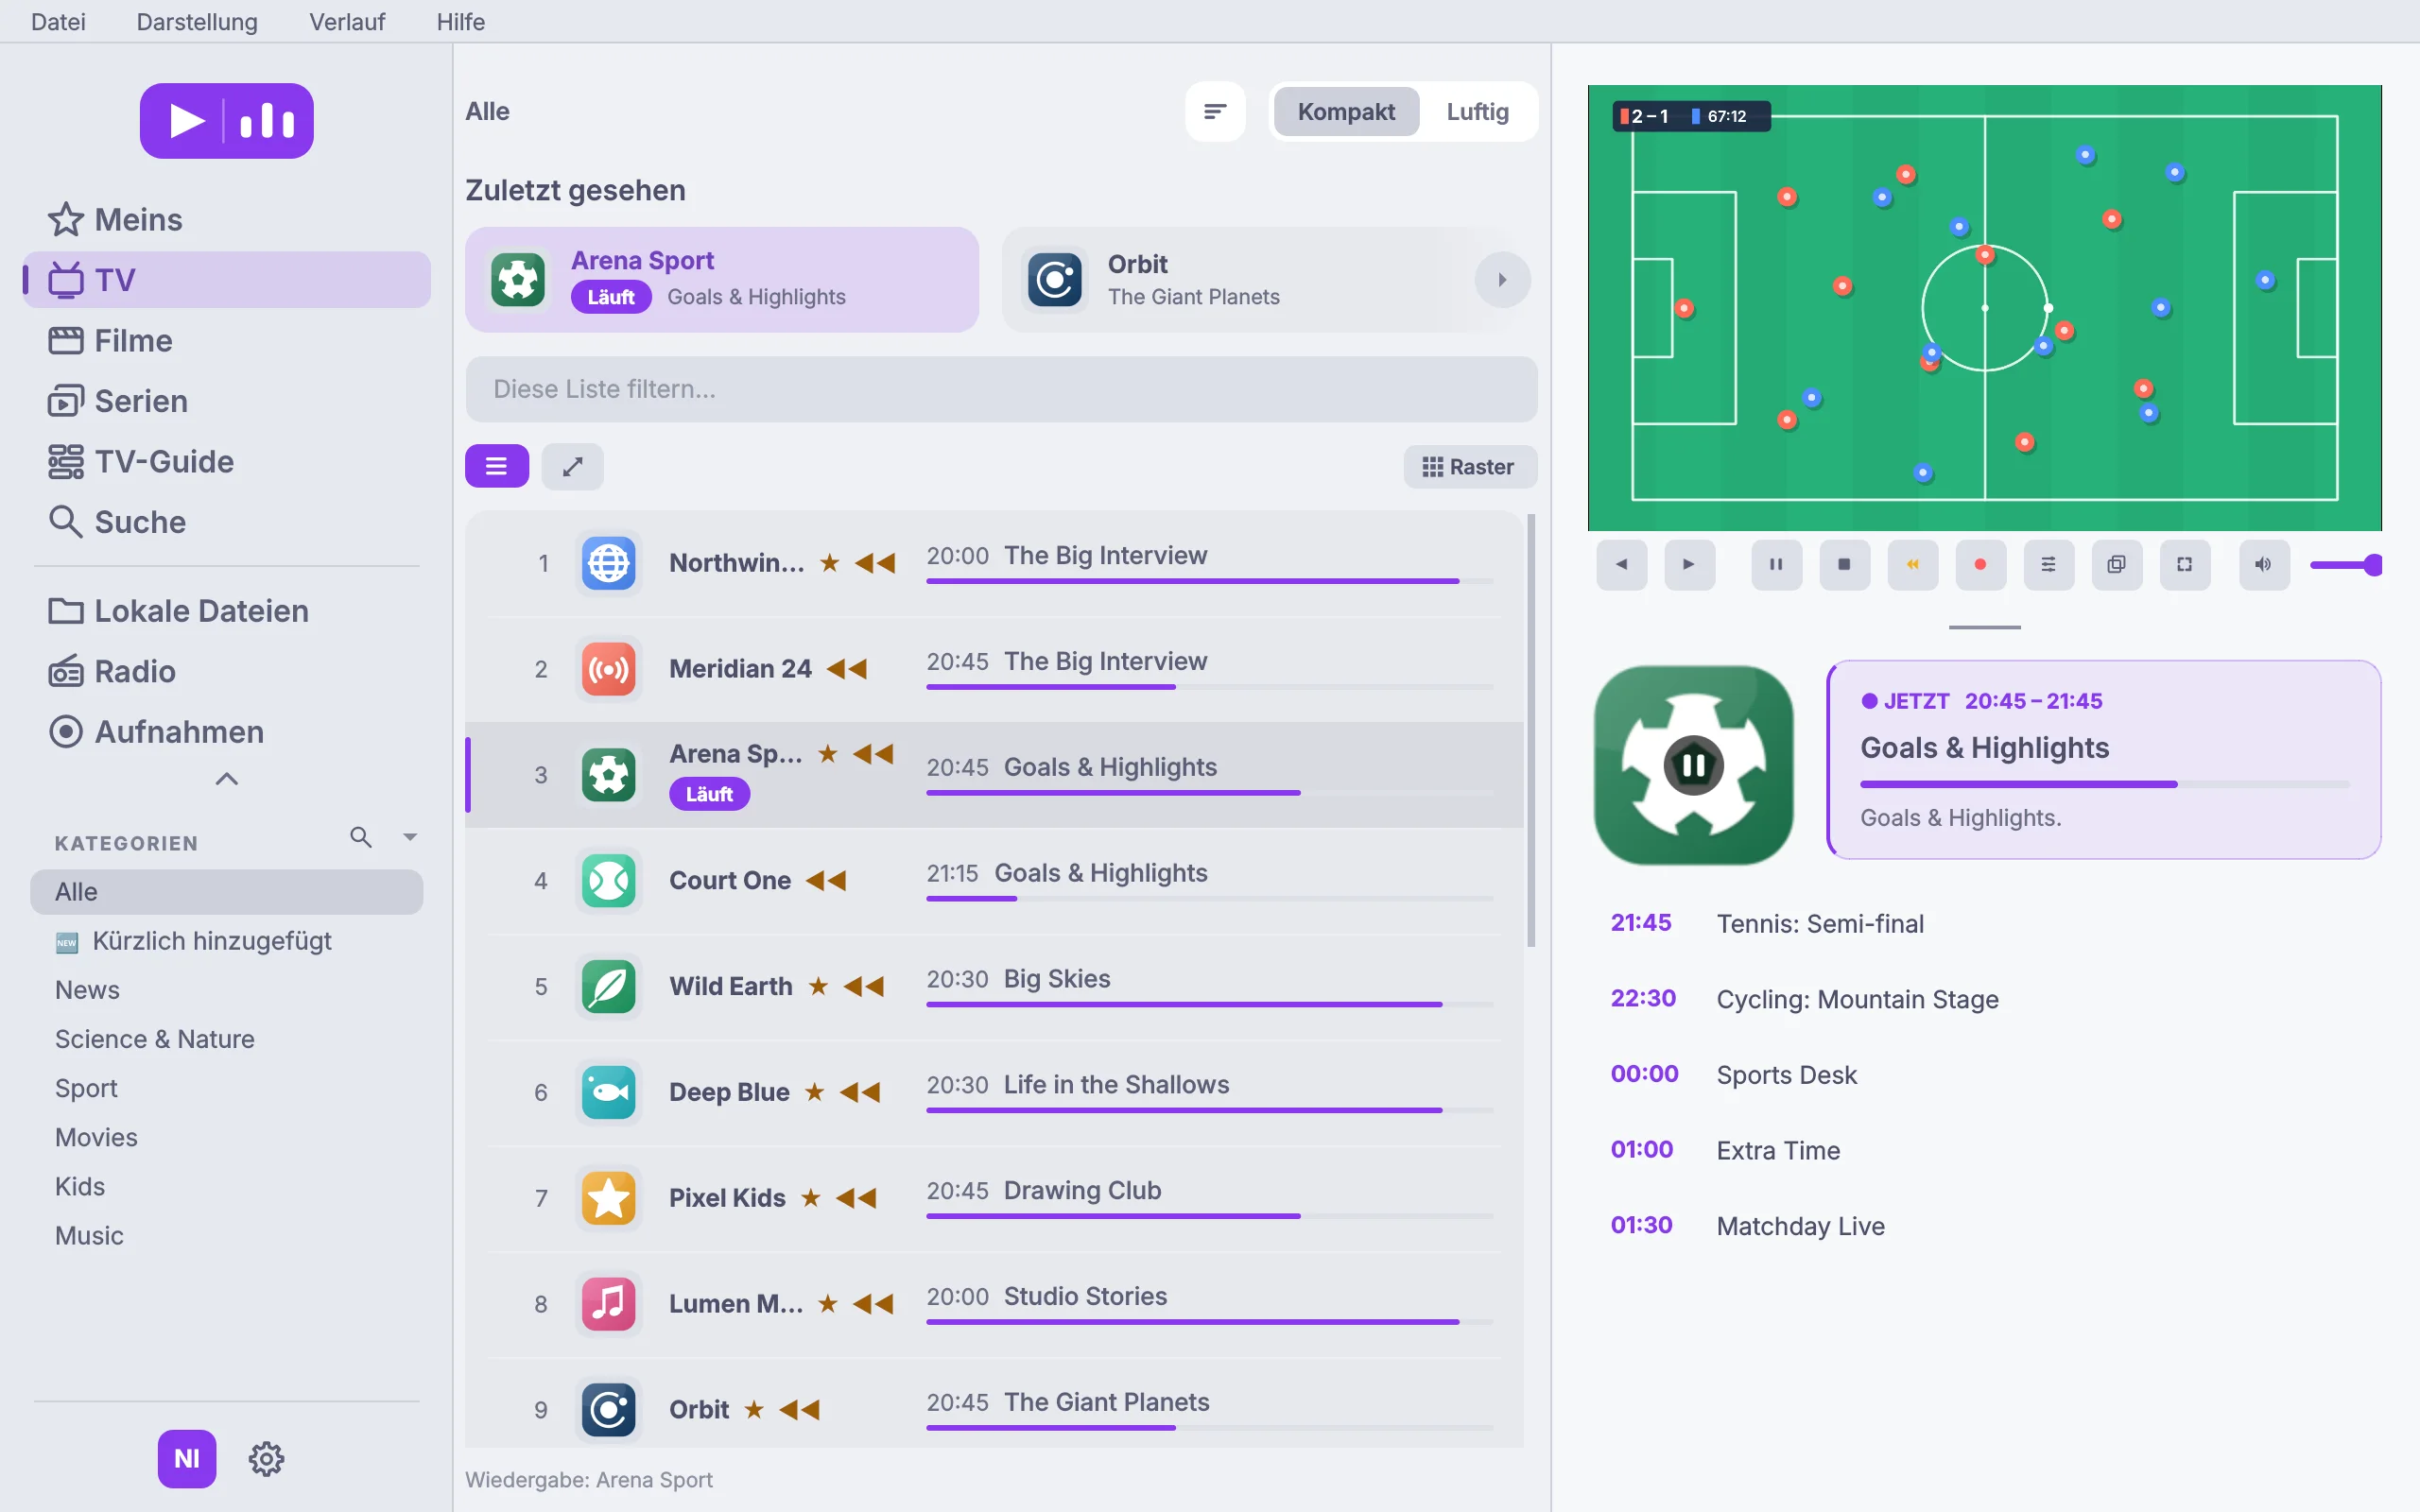 Datei Darstellung Verlauf Hilfe
Meins
TV
Filme
Serien
TV-Guide
Suche
Lokale Dateien
Radio
Aufnahmen
KATEGORIEN
Alle
NEW Kürzlich hinzugefügt
News
Science & Nature
Sport
Movies
Kids
Music
NI
Alle
Kompakt Luftig
Zuletzt gesehen
Arena Sport
Läuft Goals & Highlights
Orbit
The Giant Planets
Diese Liste filtern...
Raster
1 Northwin... 20:00 The Big Interview
2 Meridian 24 20:45 The Big Interview
3 Arena Sp... 20:45 Goals & Highlights
Läuft
4 Court One 21:15 Goals & Highlights
5 Wild Earth 20:30 Big Skies
6 Deep Blue 20:30 Life in the Shallows
7 Pixel Kids 20:45 Drawing Club
8 Lumen M... 20:00 Studio Stories
9 Orbit 20:45 The Giant Planets
Wiedergabe: Arena Sport
2 – 1 67:12
JETZT 20:45 – 21:45
Goals & Highlights
Goals & Highlights.
21:45 Tennis: Semi-final
22:30 Cycling: Mountain Stage
00:00 Sports Desk
01:00 Extra Time
01:30 Matchday Live